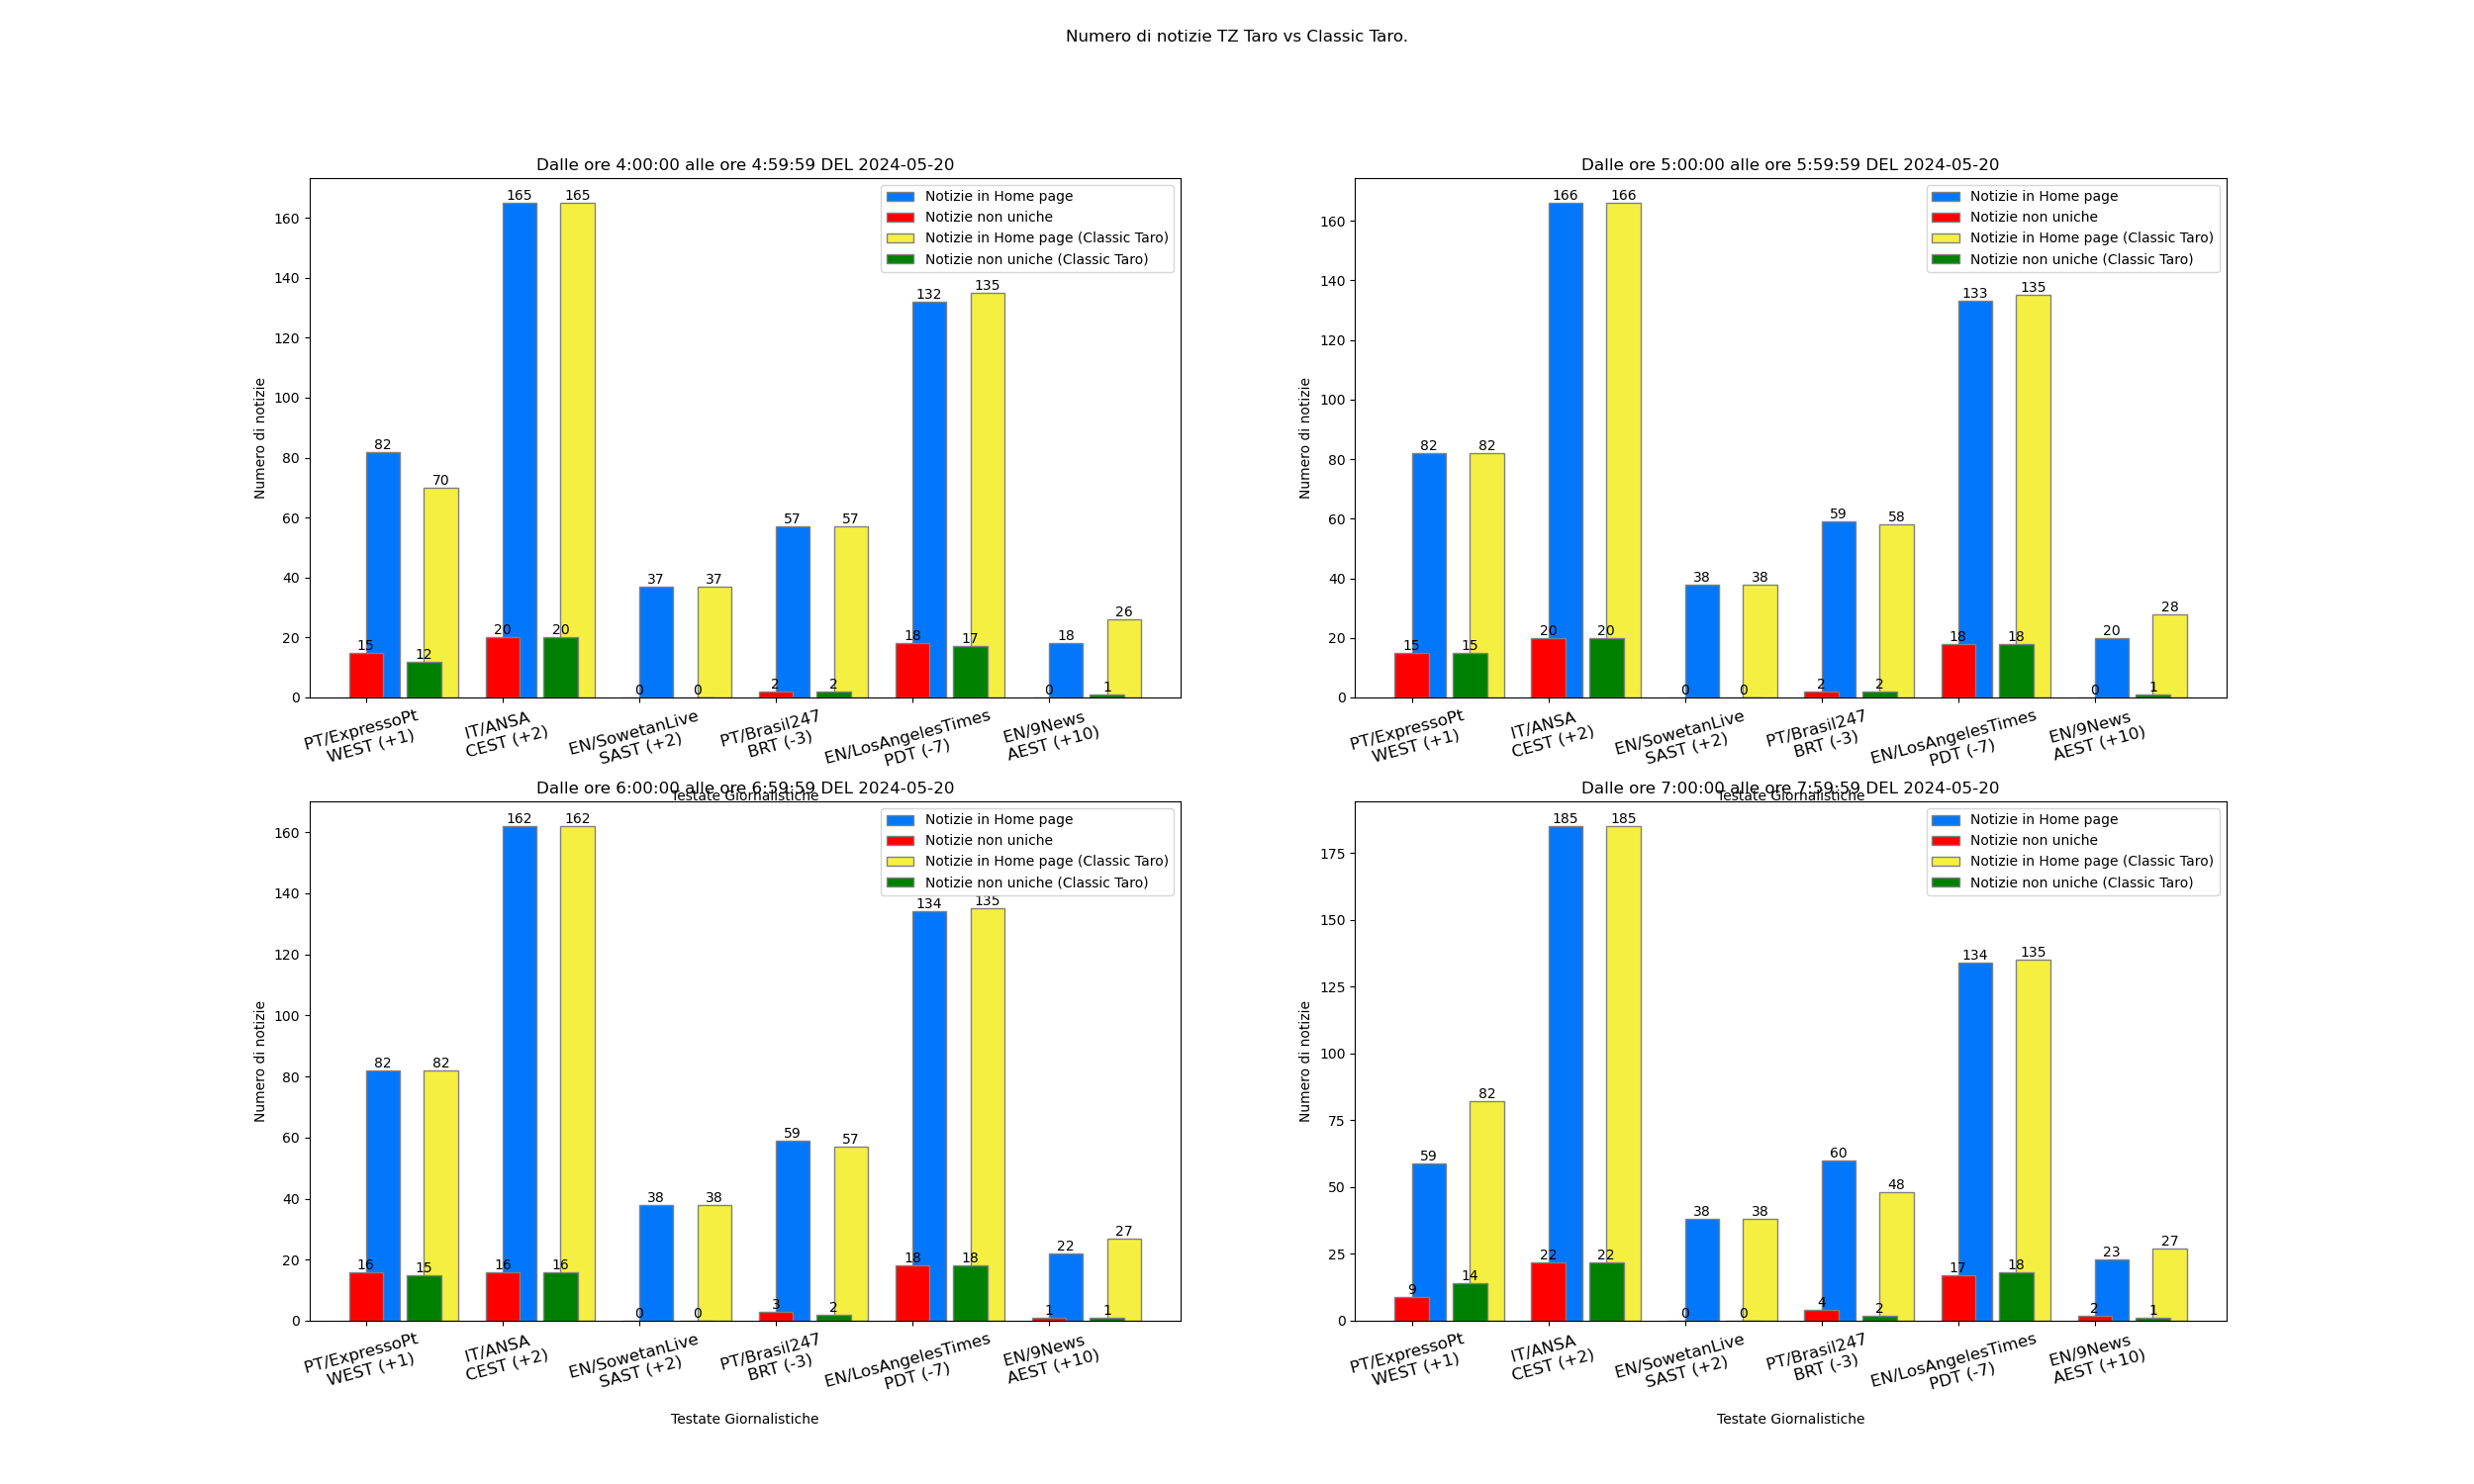 Numero di notizie TZ Taro vs Classic Taro.
Dalle ore 4:00:00 alle ore 4:59:59 DEL 2024-05-20
Numero di notizie
160
140
120
100
80
60
40
20
0
Notizie in Home page
Notizie non uniche
Notizie in Home page (Classic Taro)
Notizie non uniche (Classic Taro)
82
15
70
12
165
20
165
20
37
0
37
0
57
2
57
2
132
18
135
17
18
0
26
1
PT/ExpressoPt
WEST (+1)
IT/ANSA
CEST (+2)
EN/SowetanLive
SAST (+2)
PT/Brasil247
BRT (-3)
EN/LosAngelesTimes
PDT (-7)
EN/9News
AEST (+10)
Testate Giornalistiche
Dalle ore 5:00:00 alle ore 5:59:59 DEL 2024-05-20
Numero di notizie
160
140
120
100
80
60
40
20
0
Notizie in Home page
Notizie non uniche
Notizie in Home page (Classic Taro)
Notizie non uniche (Classic Taro)
82
15
82
15
166
20
166
20
38
0
38
0
59
2
58
2
133
18
135
18
20
0
28
1
PT/ExpressoPt
WEST (+1)
IT/ANSA
CEST (+2)
EN/SowetanLive
SAST (+2)
PT/Brasil247
BRT (-3)
EN/LosAngelesTimes
PDT (-7)
EN/9News
AEST (+10)
Testate Giornalistiche
Dalle ore 6:00:00 alle ore 6:59:59 DEL 2024-05-20
Numero di notizie
160
140
120
100
80
60
40
20
0
Notizie in Home page
Notizie non uniche
Notizie in Home page (Classic Taro)
Notizie non uniche (Classic Taro)
82
16
82
15
162
16
162
16
38
0
38
0
59
3
57
2
134
18
135
18
22
1
27
1
PT/ExpressoPt
WEST (+1)
IT/ANSA
CEST (+2)
EN/SowetanLive
SAST (+2)
PT/Brasil247
BRT (-3)
EN/LosAngelesTimes
PDT (-7)
EN/9News
AEST (+10)
Testate Giornalistiche
Dalle ore 7:00:00 alle ore 7:59:59 DEL 2024-05-20
Numero di notizie
175
150
125
100
75
50
25
0
Notizie in Home page
Notizie non uniche
Notizie in Home page (Classic Taro)
Notizie non uniche (Classic Taro)
59
9
82
14
185
22
185
22
38
0
38
0
60
4
48
2
134
17
135
18
23
2
27
1
PT/ExpressoPt
WEST (+1)
IT/ANSA
CEST (+2)
EN/SowetanLive
SAST (+2)
PT/Brasil247
BRT (-3)
EN/LosAngelesTimes
PDT (-7)
EN/9News
AEST (+10)
Testate Giornalistiche